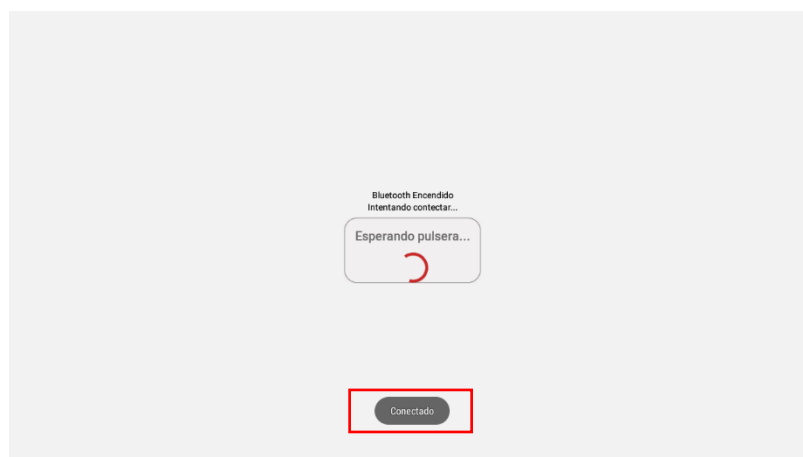 Bluetooth Encendido
Intentando contectar...
Esperando pulsera...
Conectado